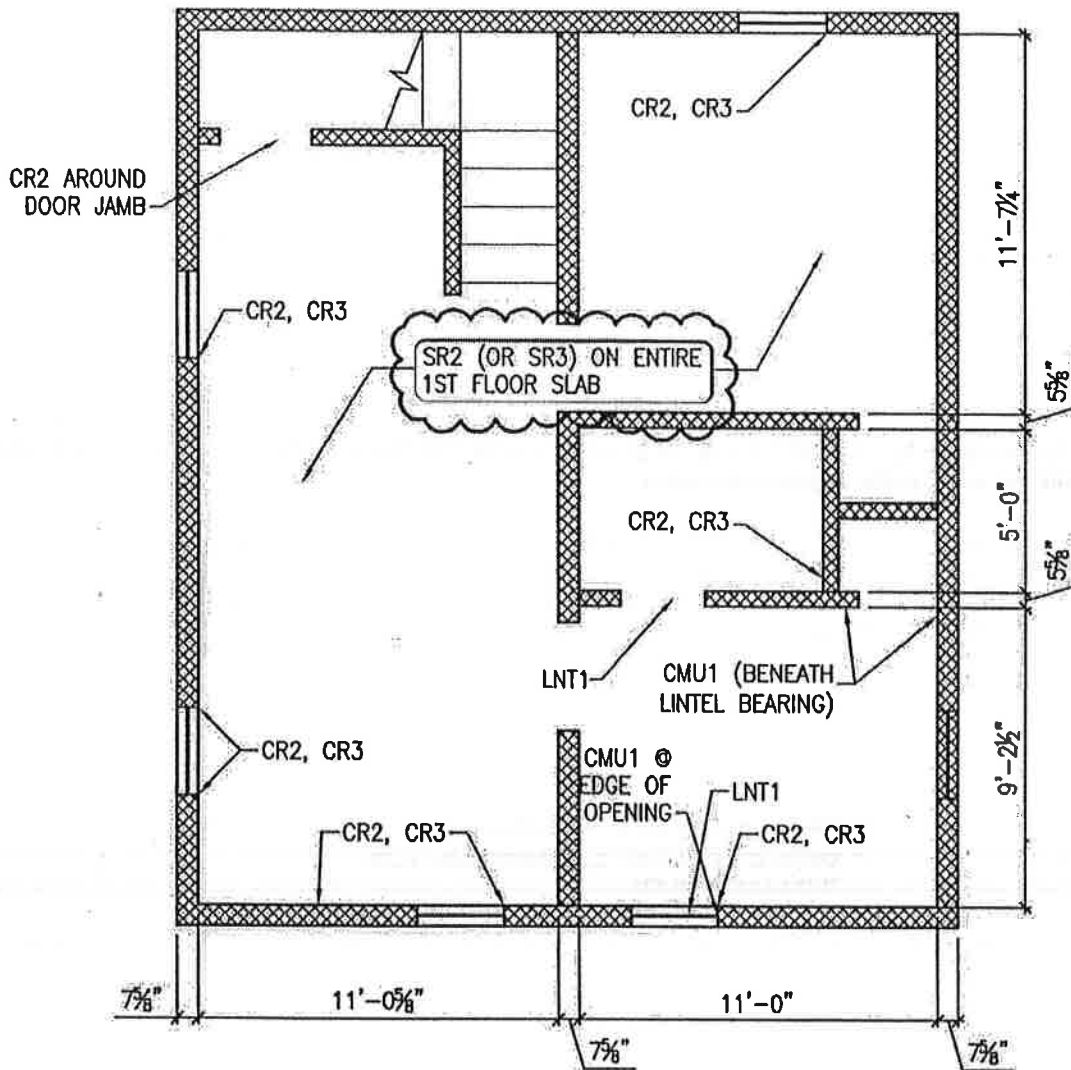 CR2, CR3
CR2 AROUND
DOOR JAMB
11'-7¼"
CR2, CR3
SR2 (OR SR3) ON ENTIRE
1ST FLOOR SLAB
5⅝"
CR2, CR3
5'-0"
5⅝"
LNT1
CMU1 (BENEATH
LINTEL BEARING)
CR2, CR3
CMU1 @
EDGE OF
OPENING
LNT1
9'-2½"
CR2, CR3
CR2, CR3
7⅝"
11'-0⅝"
11'-0"
7⅝"
7⅝"